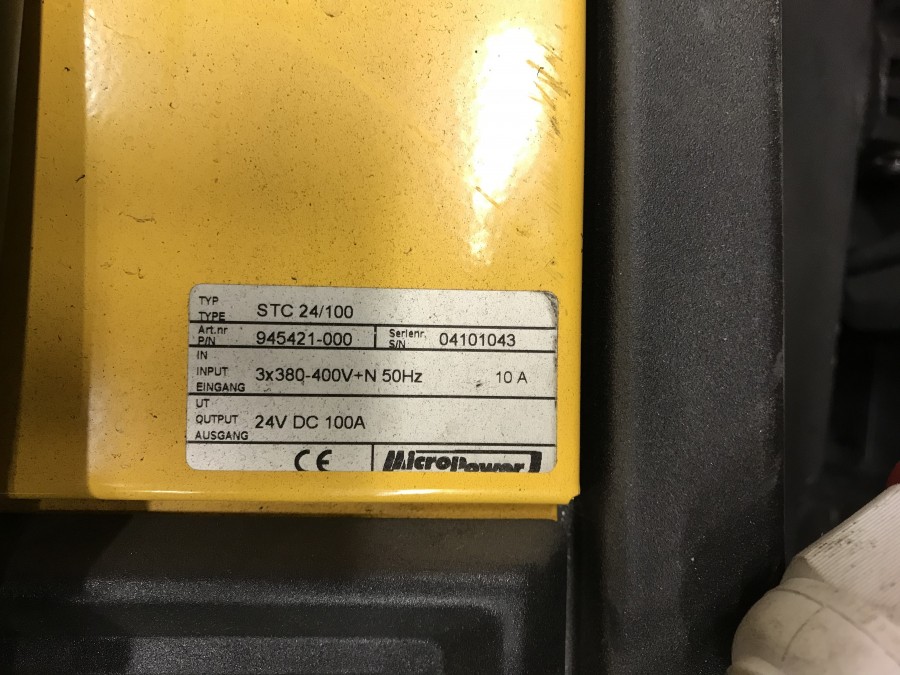 TYP
TYPE STC 24/100
Art.nr
P/N 945421-000 Serienr. S/N 04101043
IN
INPUT 3x380-400V+N 50Hz 10 A
EINGANG
UT
OUTPUT 24V DC 100A
AUSGANG
CE MicroPower